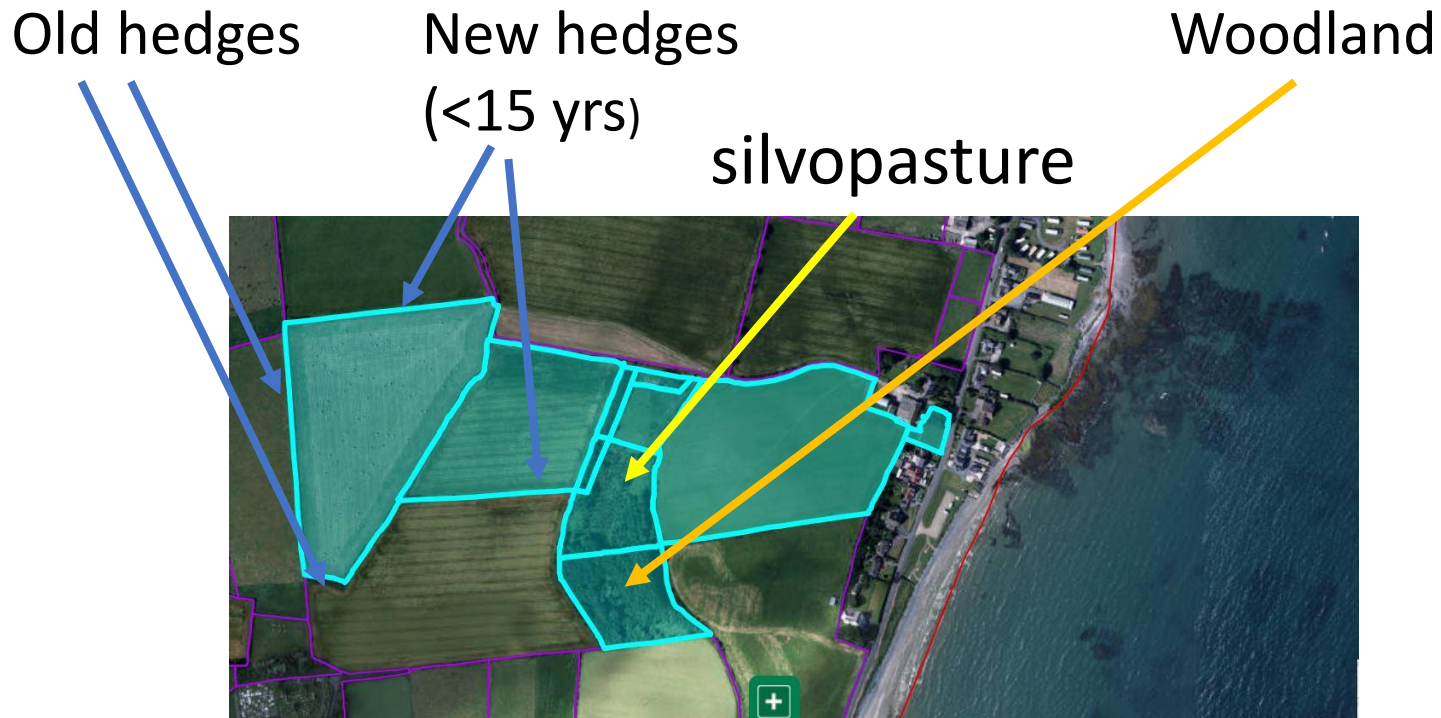 Old hedges
New hedges
(<15 yrs)
silvopasture
Woodland